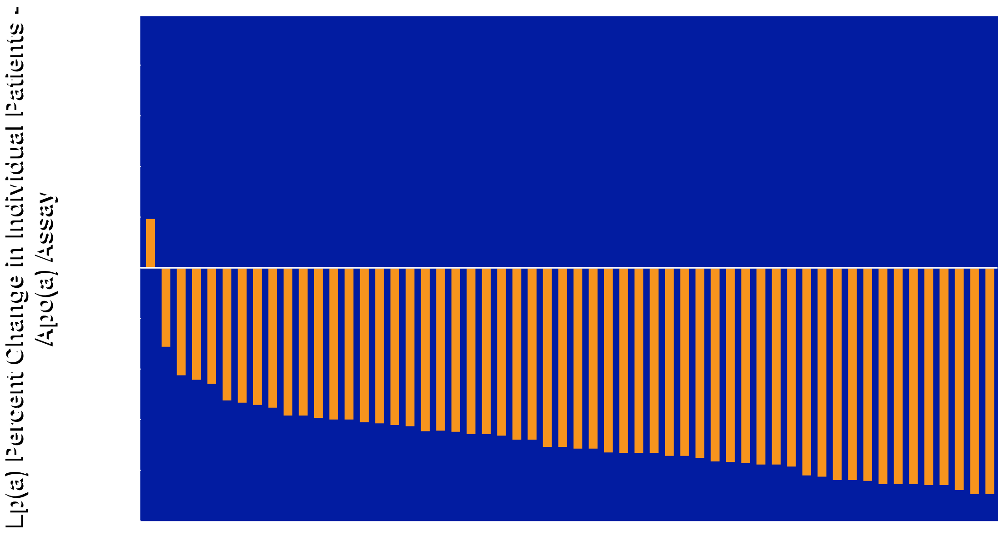 Lp(a) Percent Change in Individual Patients -
Apo(a) Assay